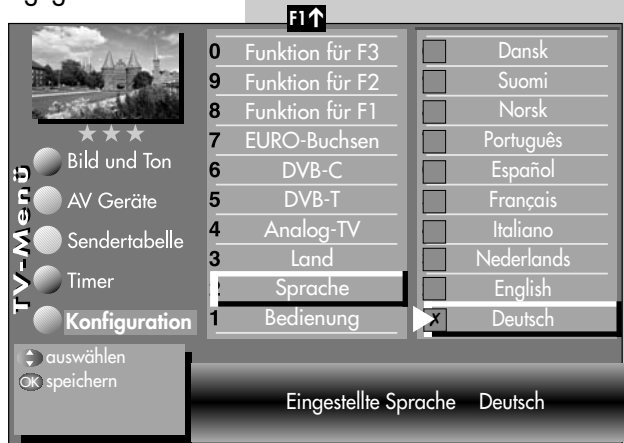 F1↑
TV-Menü
Bild und Ton
AV Geräte
Sendertabelle
Timer
Konfiguration
0 Funktion für F3
9 Funktion für F2
8 Funktion für F1
7 EURO-Buchsen
6 DVB-C
5 DVB-T
4 Analog-TV
3 Land
2 Sprache
1 Bedienung
Dansk
Suomi
Norsk
Português
Español
Français
Italiano
Nederlands
English
X Deutsch
auswählen
OK speichern
Eingestellte Sprache Deutsch